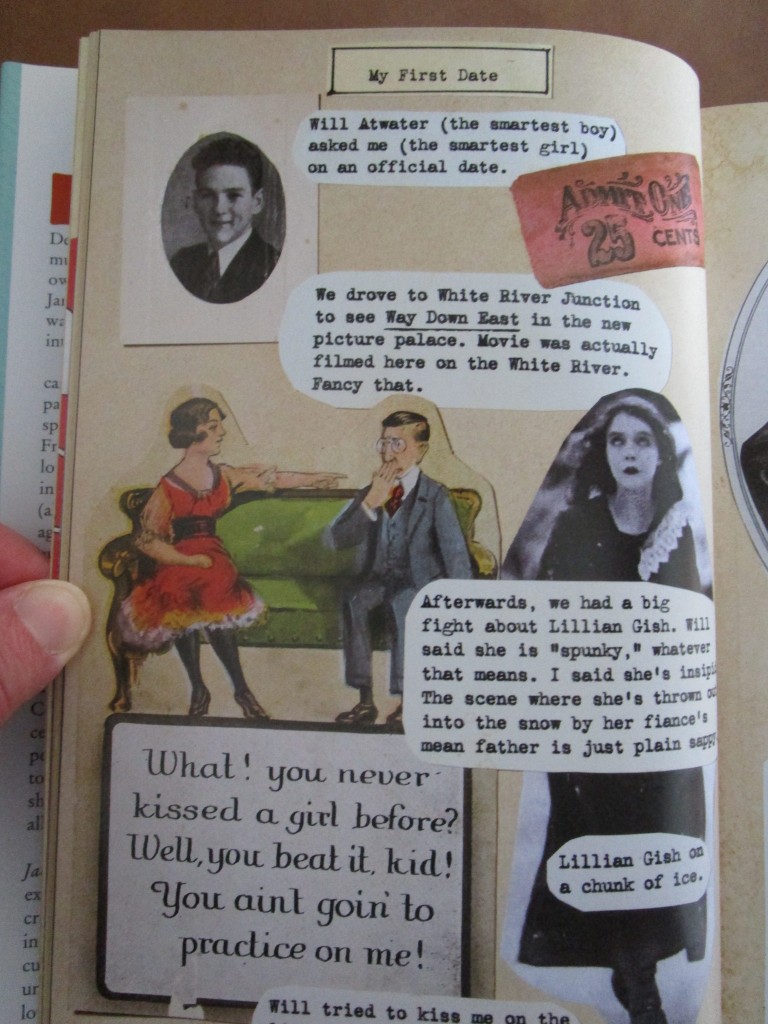 My First Date
Will Atwater (the smartest boy)
asked me (the smartest girl)
on an official date.
ADMIT ONE
25 CENTS
We drove to White River Junction
to see Way Down East in the new
picture palace. Movie was actually
filmed here on the White River.
Fancy that.
Afterwards, we had a big
fight about Lillian Gish. Will
said she is "spunky," whatever
that means. I said she's insipi
The scene where she's thrown ou
into the snow by her fiance's
mean father is just plain sappy
Lillian Gish on
a chunk of ice.
What! you never
kissed a girl before?
Well, you beat it, kid!
You aint goin' to
practice on me!
Will tried to kiss me on the